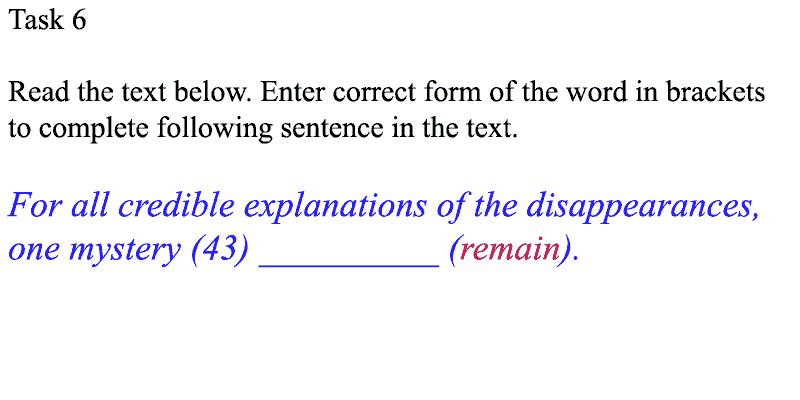 Task 6
Read the text below. Enter correct form of the word in brackets
to complete following sentence in the text.
For all credible explanations of the disappearances,
one mystery (43) __________ (remain).